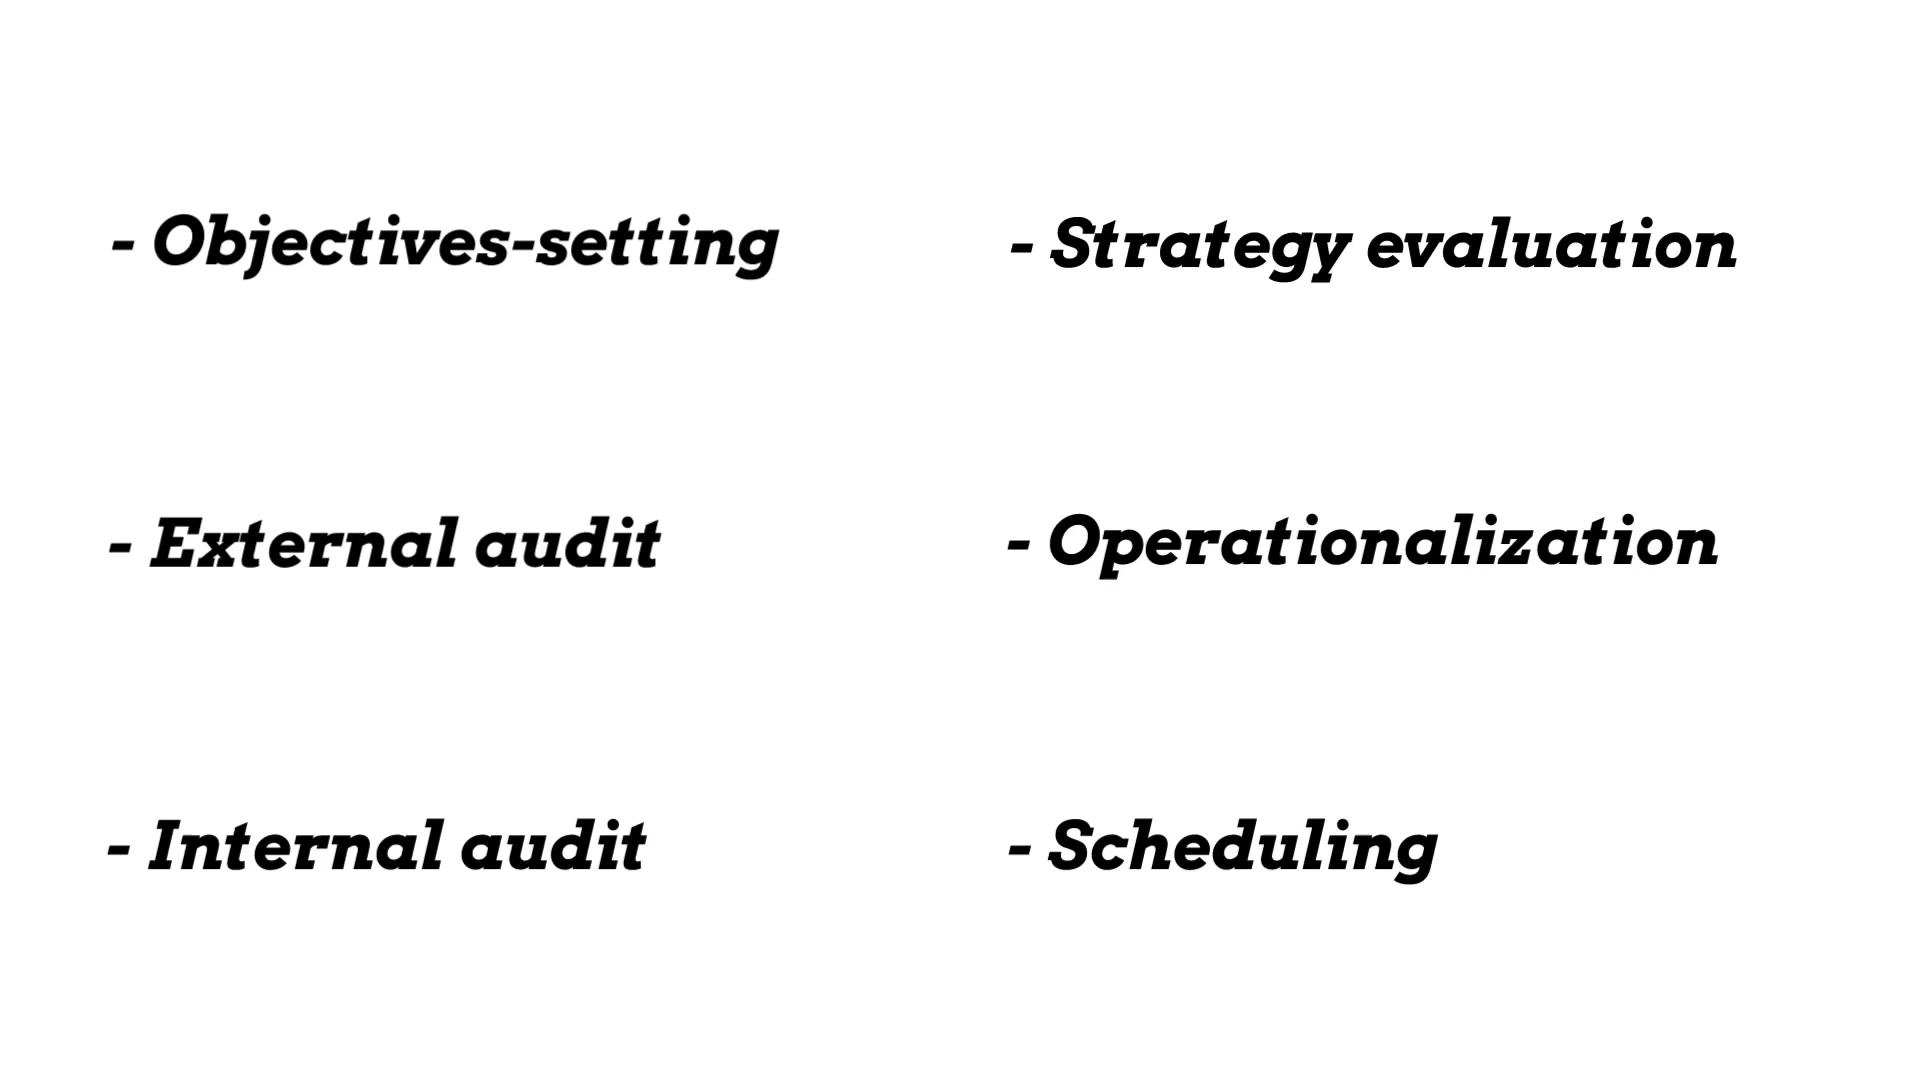 - Objectives-setting
- External audit
- Internal audit
- Strategy evaluation
- Operationalization
- Scheduling